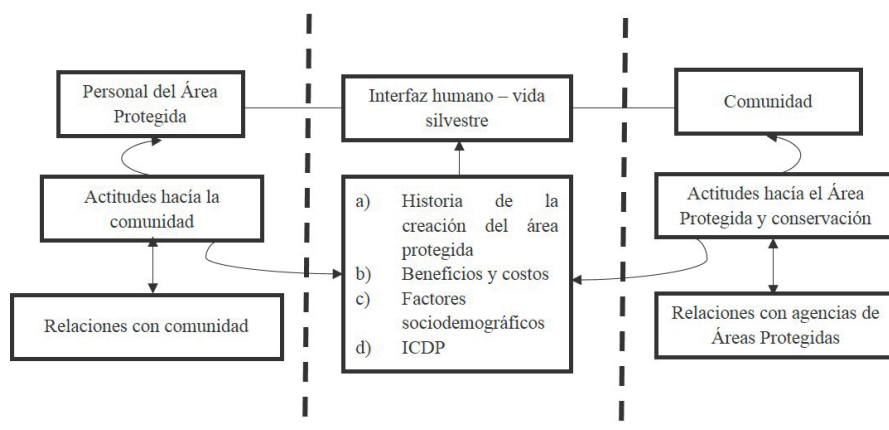 Personal del Área
Protegida
Interfaz humano – vida
silvestre
Comunidad
Actitudes hacía la
comunidad
a) Historia de la
creación del área
protegida
b) Beneficios y costos
c) Factores
sociodemográficos
d) ICDP
Actitudes hacía el Área
Protegida y conservación
Relaciones con comunidad
Relaciones con agencias de
Áreas Protegidas